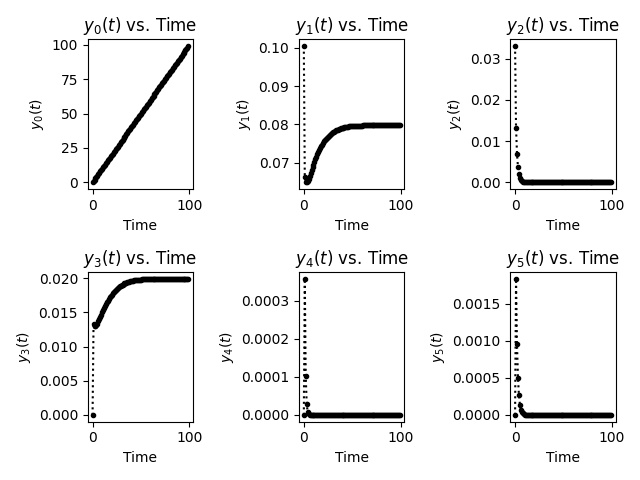 y₀(t) vs. Time
y₁(t) vs. Time
y₂(t) vs. Time
100
75
50
25
0
y₀(t)
0
100
Time
0.10
0.09
0.08
0.07
y₁(t)
0
100
Time
0.03
0.02
0.01
0.00
y₂(t)
0
100
Time
y₃(t) vs. Time
y₄(t) vs. Time
y₅(t) vs. Time
0.020
0.015
0.010
0.005
0.000
y₃(t)
0
100
Time
0.0003
0.0002
0.0001
0.0000
y₄(t)
0
100
Time
0.0015
0.0010
0.0005
0.0000
y₅(t)
0
100
Time